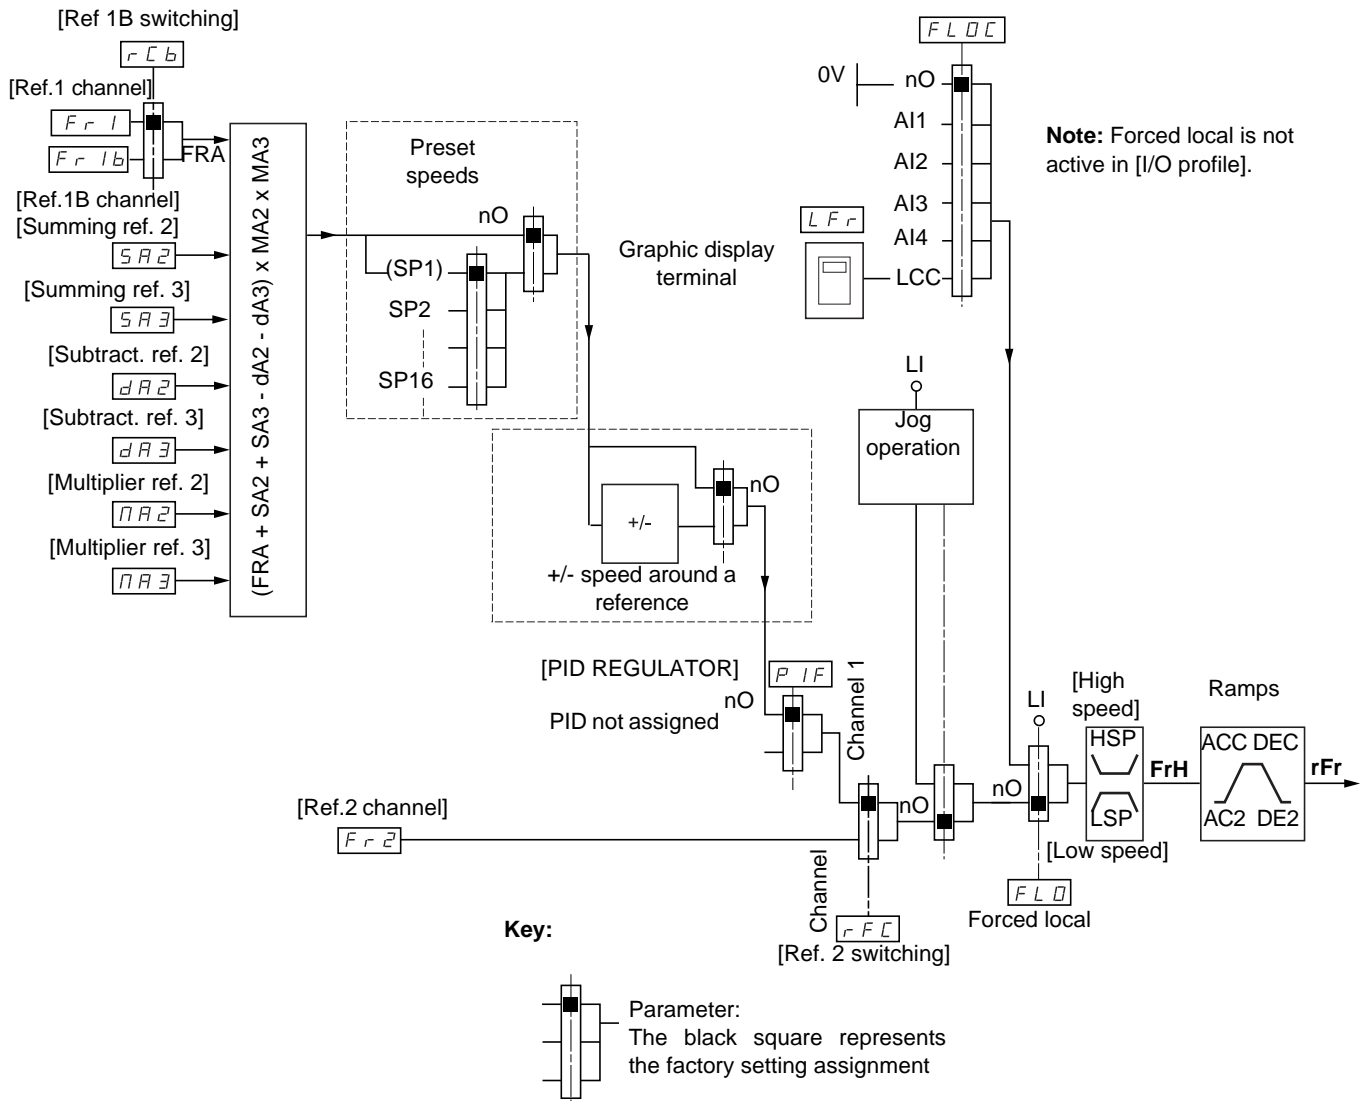 [Ref 1B switching]
rCb
[Ref.1 channel]
Fr1
Fr1b
FRA
[Ref.1B channel]
[Summing ref. 2]
SA2
[Summing ref. 3]
SA3
[Subtract. ref. 2]
dA2
[Subtract. ref. 3]
dA3
[Multiplier ref. 2]
MA2
[Multiplier ref. 3]
MA3
(FRA + SA2 + SA3 - dA2 - dA3) x MA2 x MA3
Preset
speeds
nO
(SP1)
SP2
SP16
nO
+/-
+/- speed around a
reference
FLOC
0V
nO
AI1
AI2
AI3
AI4
LCC
LFr
Graphic display
terminal
Note: Forced local is not
active in [I/O profile].
LI
Jog
operation
[PID REGULATOR]
PIF
nO
PID not assigned
Channel 1
[Ref.2 channel]
Fr2
Channel
rFC
[Ref. 2 switching]
nO
nO
LI
FLO
Forced local
[High
speed]
HSP
LSP
[Low speed]
FrH
Ramps
ACC DEC
AC2 DE2
rFr
Key:
Parameter:
The black square represents
the factory setting assignment